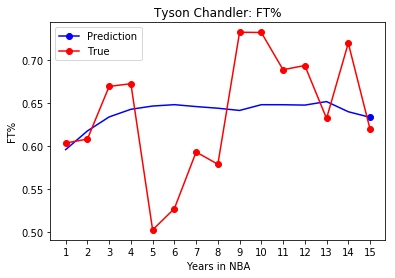 Tyson Chandler: FT%
Prediction
True
FT%
0.70
0.65
0.60
0.55
0.50
1 2 3 4 5 6 7 8 9 10 11 12 13 14 15
Years in NBA